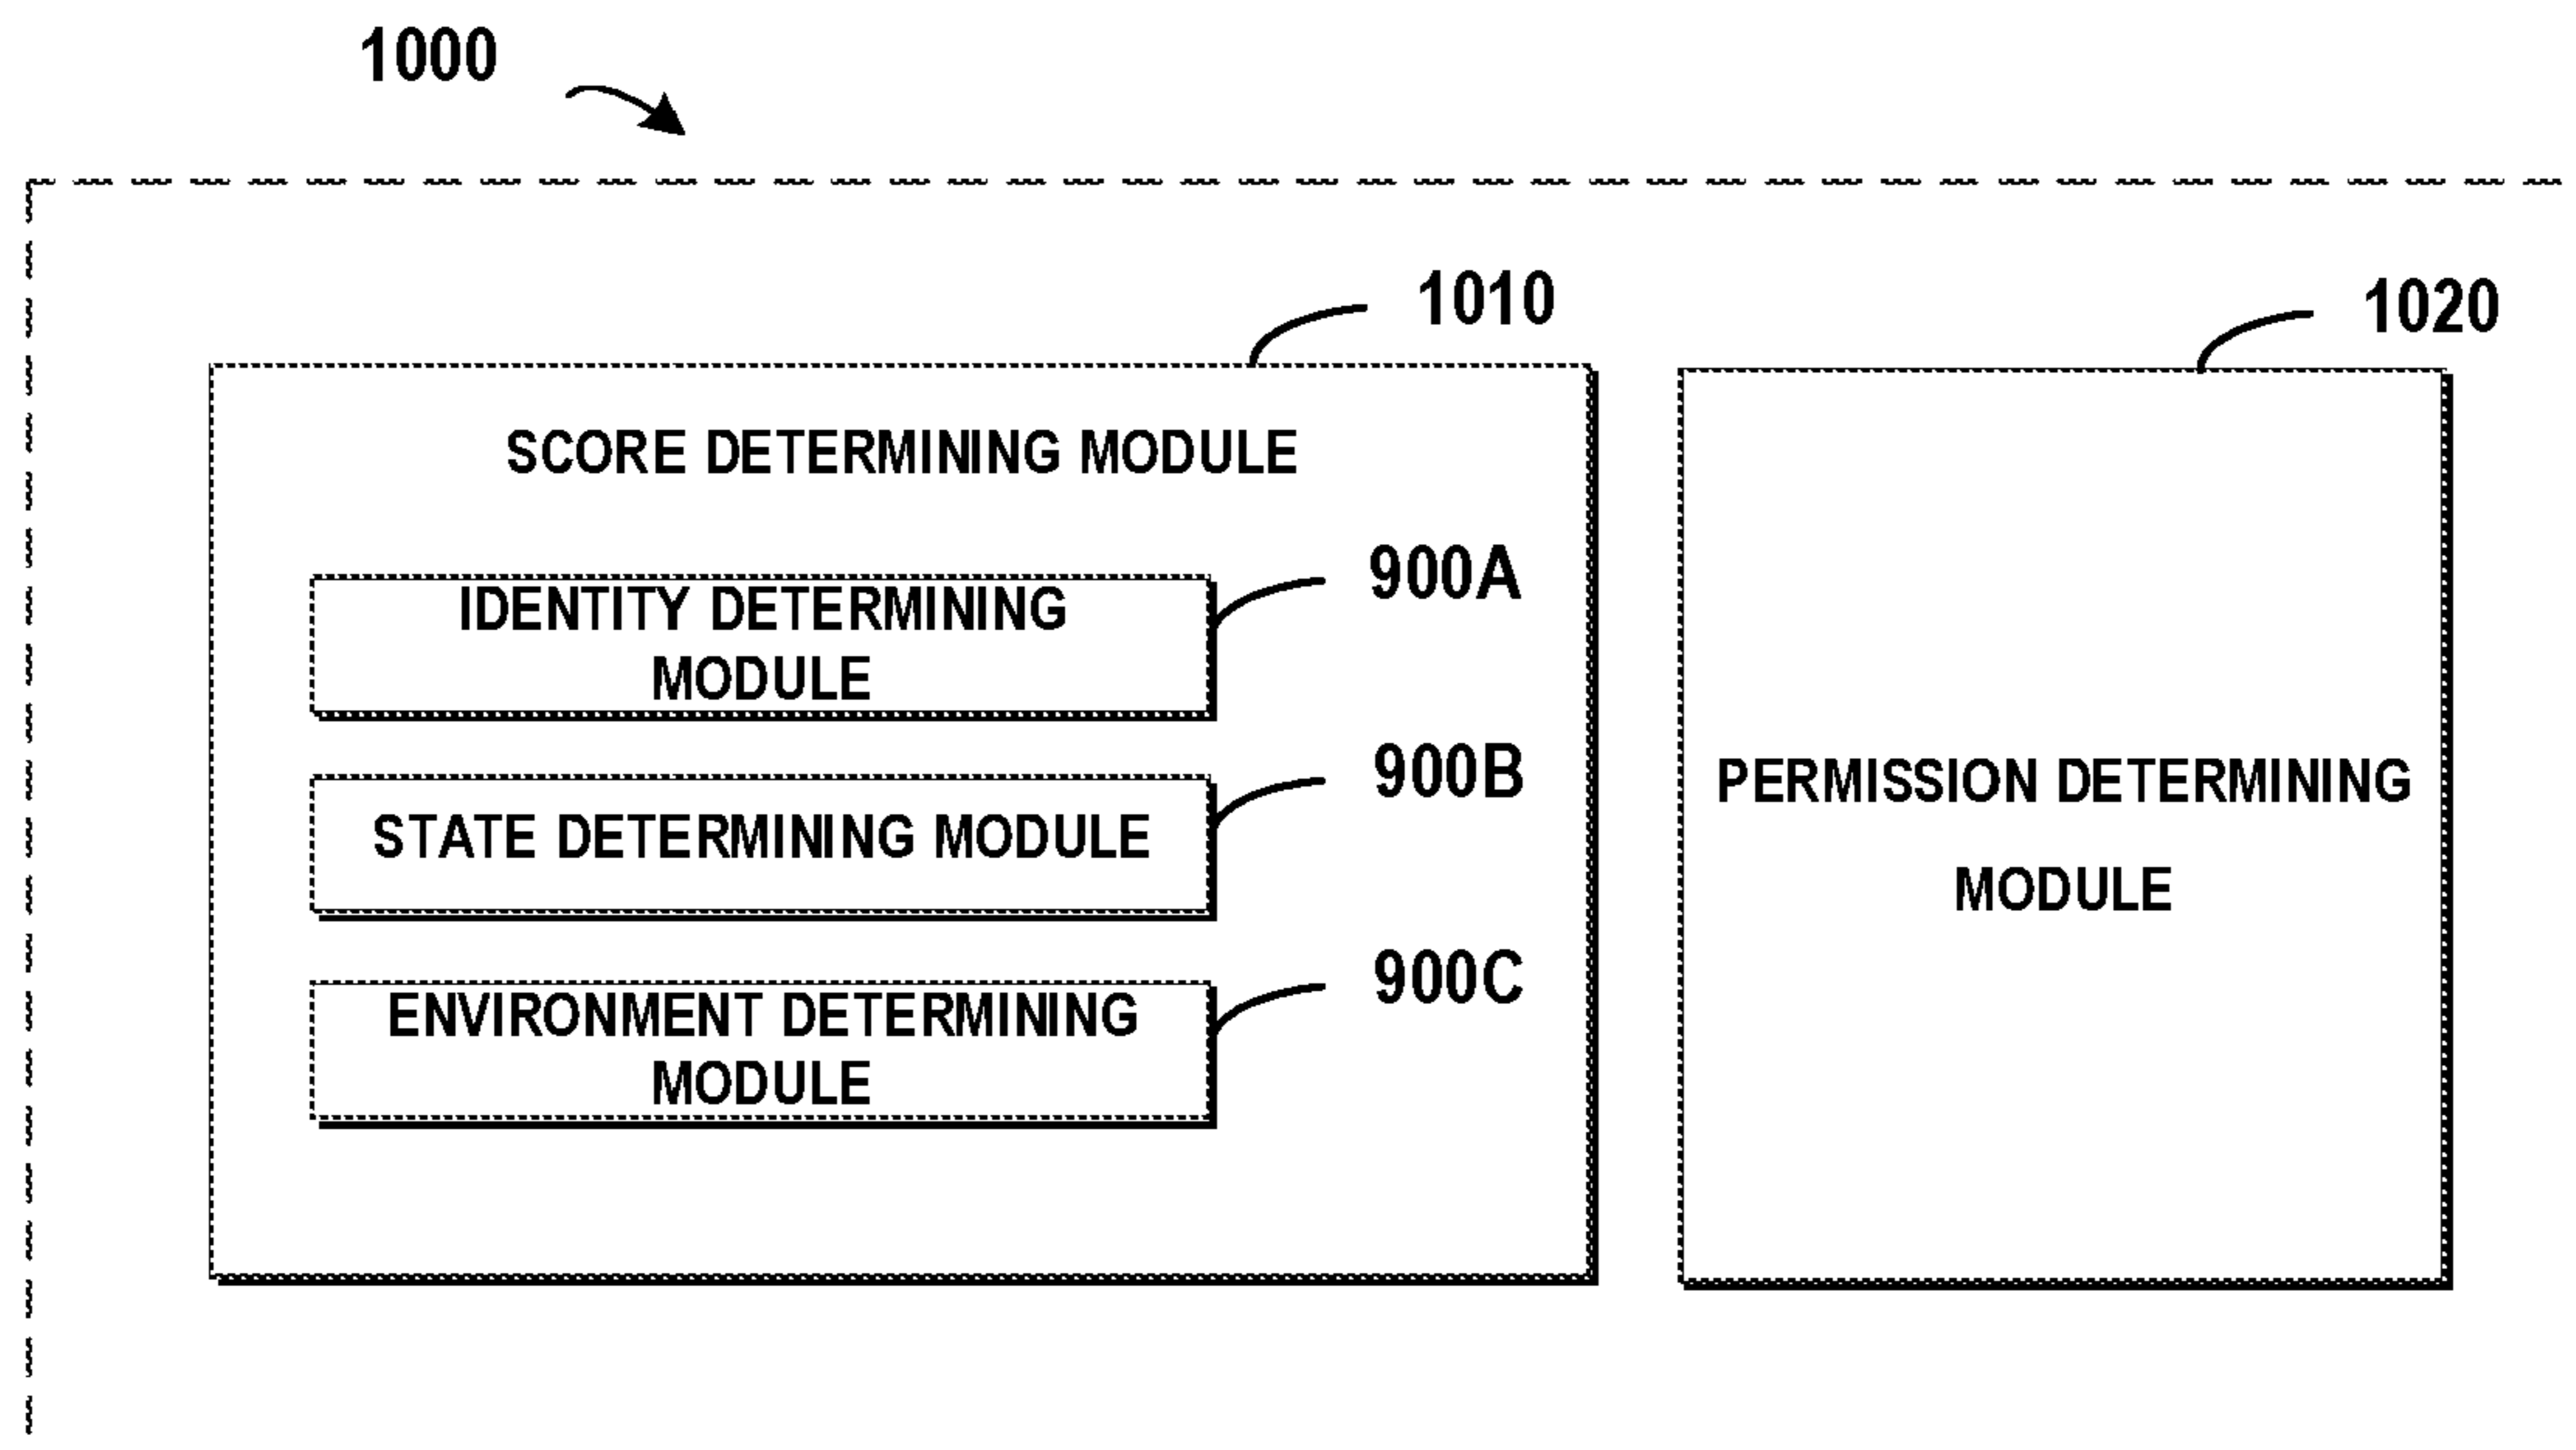 1000
1010
1020
SCORE DETERMINING MODULE
900A
IDENTITY DETERMINING
MODULE
900B
STATE DETERMINING MODULE
900C
ENVIRONMENT DETERMINING
MODULE
PERMISSION DETERMINING
MODULE